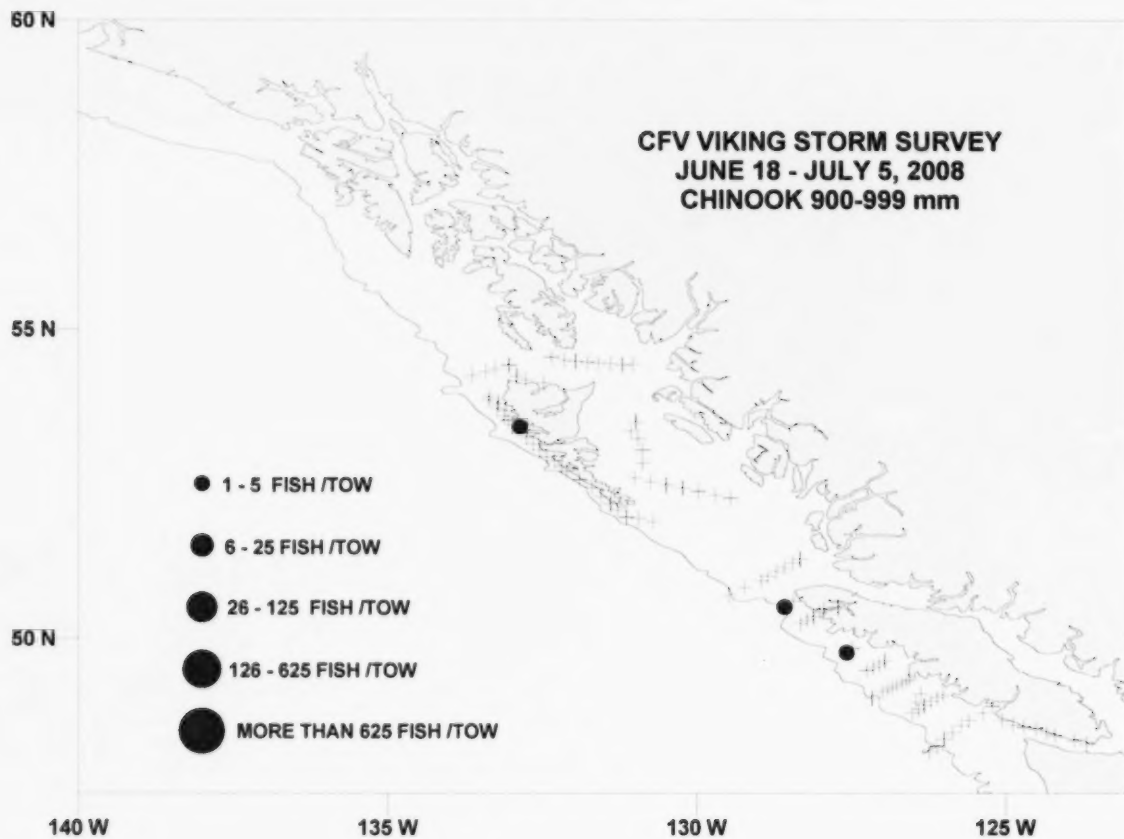 60 N
CFV VIKING STORM SURVEY
JUNE 18 - JULY 5, 2008
CHINOOK 900-999 mm
55 N
1 - 5 FISH /TOW
6 - 25 FISH /TOW
26 - 125 FISH /TOW
50 N
126 - 625 FISH /TOW
MORE THAN 625 FISH /TOW
140 W
135 W
130 W
125 W